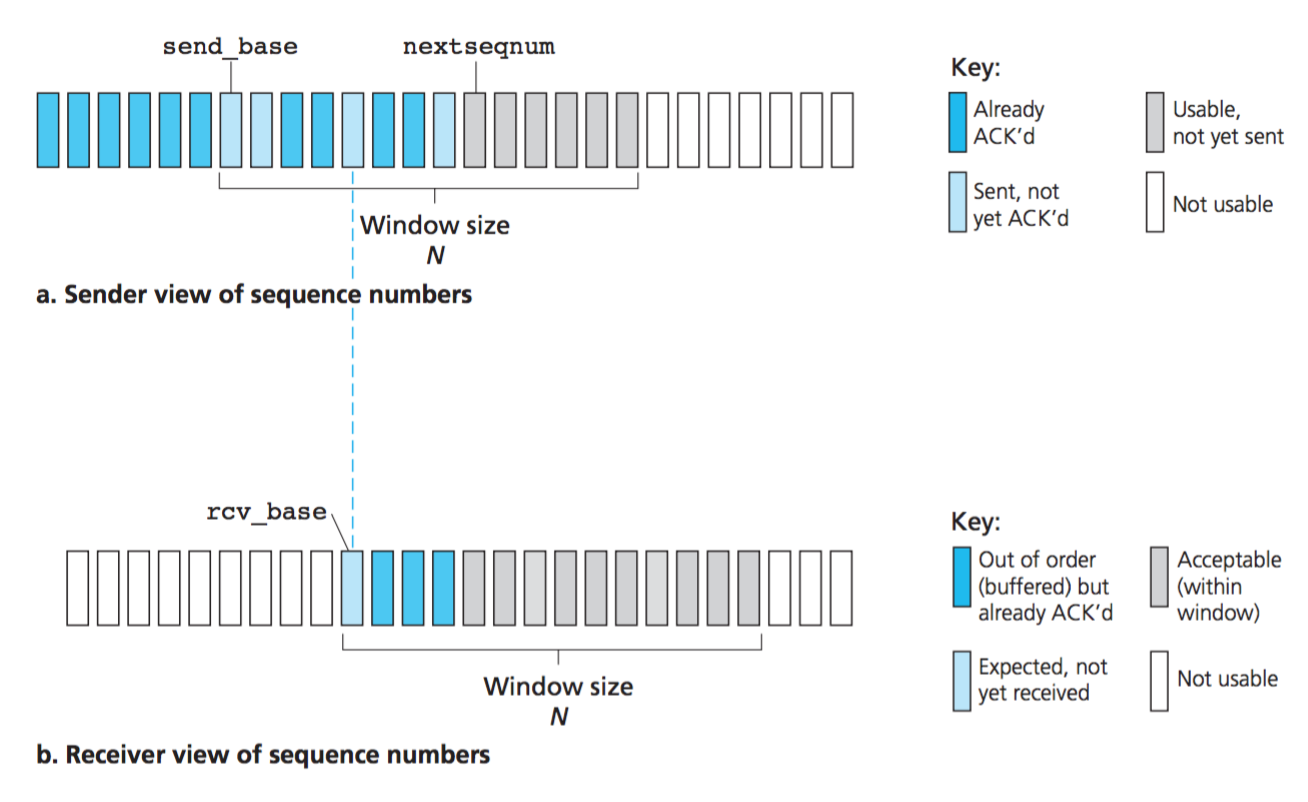 send_base
nextseqnum
Key:
Already
ACK’d
Usable,
not yet sent
Sent, not
yet ACK’d
Not usable
Window size
N
a. Sender view of sequence numbers
rcv_base
Key:
Out of order
(buffered) but
already ACK’d
Acceptable
(within
window)
Expected, not
yet received
Not usable
Window size
N
b. Receiver view of sequence numbers